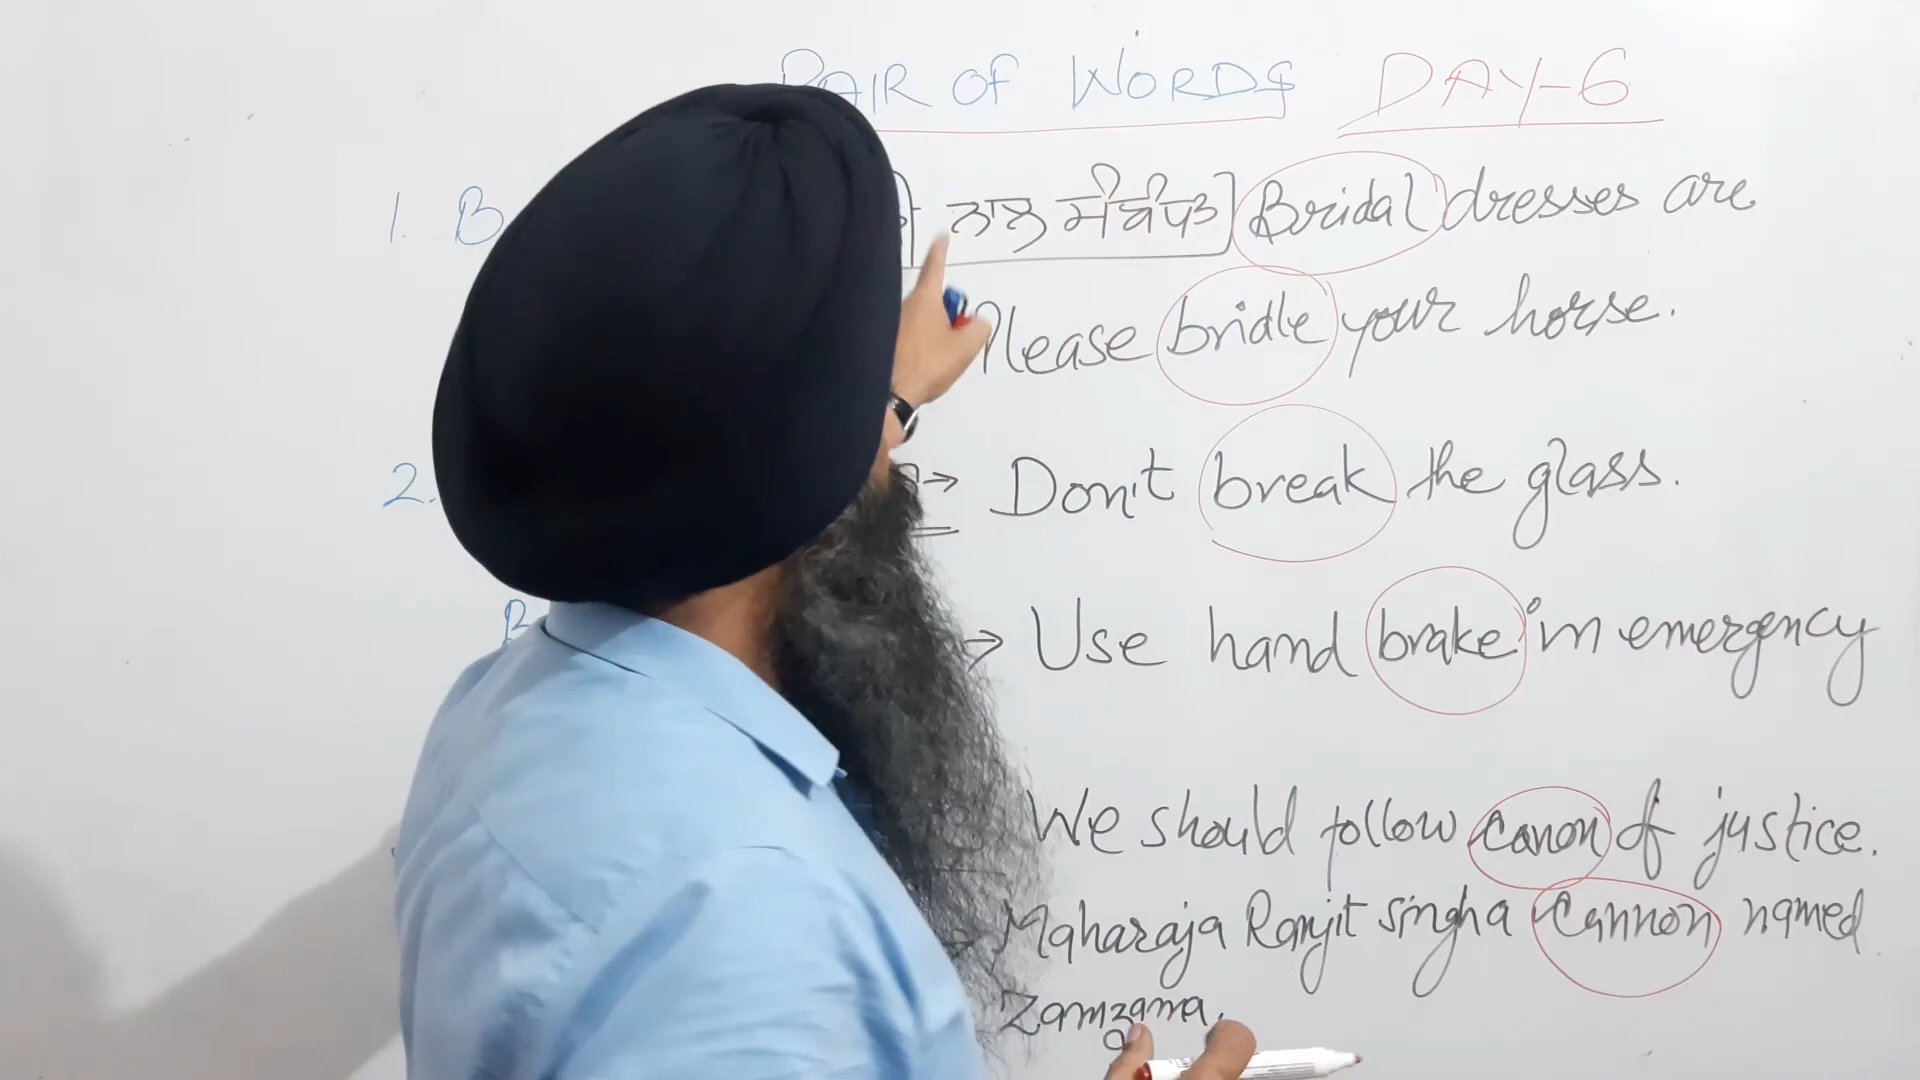 PAIR OF WORDS DAY-6
1. B ਨਾਲ ਸੰਬੰਧਤ] Bridal dresses are
Please bridle your horse.
2. → Don't break the glass.
B → Use hand brake in emergency
We should follow canon of justice.
→ Maharaja Ranjit singha cannon named
Zamzama.